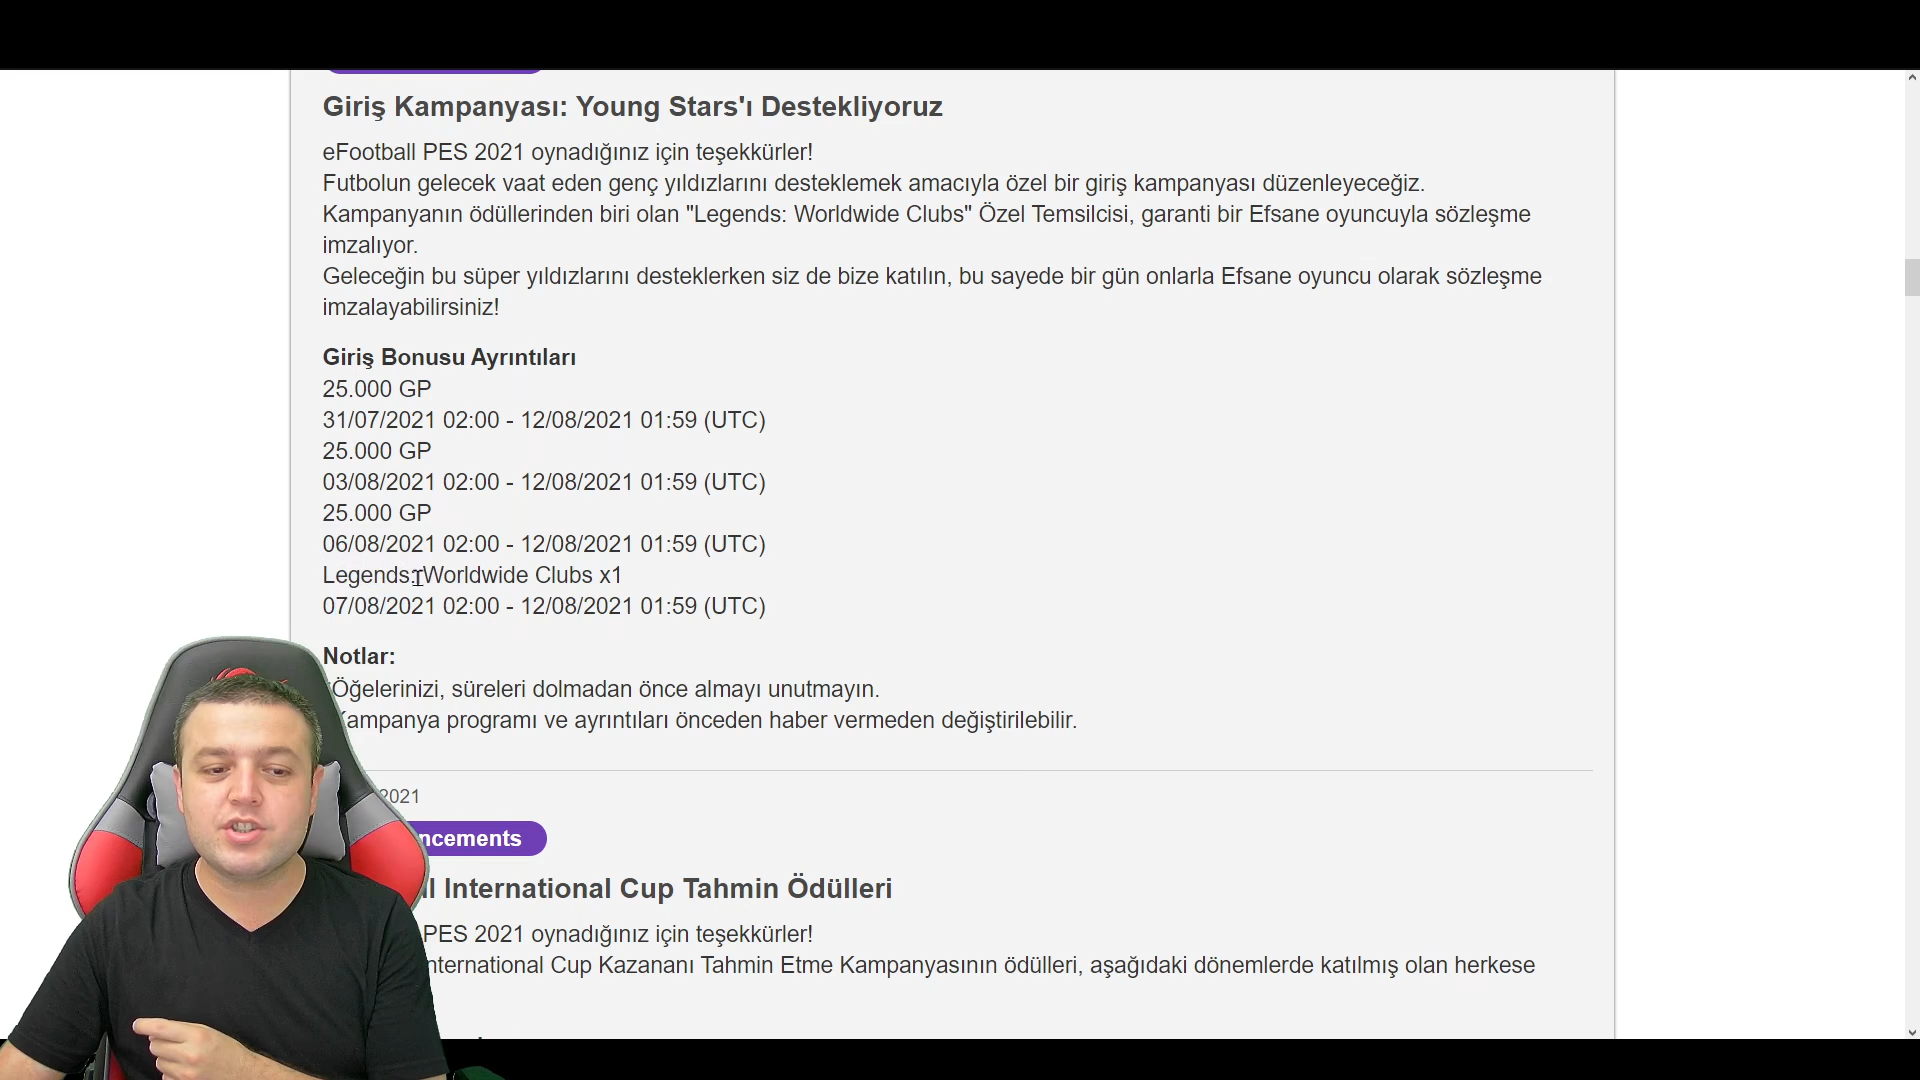 Giriş Kampanyası: Young Stars'ı Destekliyoruz
eFootball PES 2021 oynadığınız için teşekkürler!
Futbolun gelecek vaat eden genç yıldızlarını desteklemek amacıyla özel bir giriş kampanyası düzenleyeceğiz.
Kampanyanın ödüllerinden biri olan "Legends: Worldwide Clubs" Özel Temsilcisi, garanti bir Efsane oyuncuyla sözleşme
imzalıyor.
Geleceğin bu süper yıldızlarını desteklerken siz de bize katılın, bu sayede bir gün onlarla Efsane oyuncu olarak sözleşme
imzalayabilirsiniz!
Giriş Bonusu Ayrıntıları
25.000 GP
31/07/2021 02:00 - 12/08/2021 01:59 (UTC)
25.000 GP
03/08/2021 02:00 - 12/08/2021 01:59 (UTC)
25.000 GP
06/08/2021 02:00 - 12/08/2021 01:59 (UTC)
Legends: Worldwide Clubs x1
07/08/2021 02:00 - 12/08/2021 01:59 (UTC)
Notlar:
Öğelerinizi, süreleri dolmadan önce almayı unutmayın.
Kampanya programı ve ayrıntıları önceden haber vermeden değiştirilebilir.
2021
ncements
l International Cup Tahmin Ödülleri
PES 2021 oynadığınız için teşekkürler!
nternational Cup Kazananı Tahmin Etme Kampanyasının ödülleri, aşağıdaki dönemlerde katılmış olan herkese